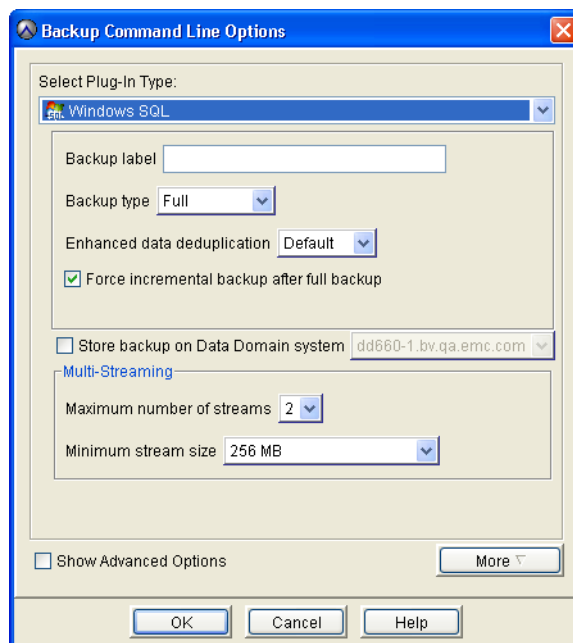 Backup Command Line Options
Select Plug-In Type:
Windows SQL
Backup label
Backup type Full
Enhanced data deduplication Default
Force incremental backup after full backup
Store backup on Data Domain system dd660-1.bv.qa.emc.com
Multi-Streaming
Maximum number of streams 2
Minimum stream size 256 MB
Show Advanced Options More
OK Cancel Help